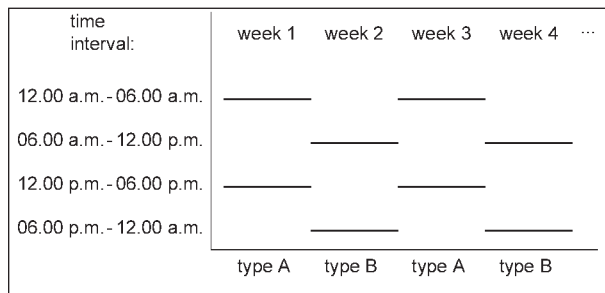 time
interval:
week 1 week 2 week 3 week 4 ...
12.00 a.m.-06.00 a.m.
06.00 a.m.-12.00 p.m.
12.00 p.m.-06.00 p.m.
06.00 p.m.-12.00 a.m.
type A type B type A type B